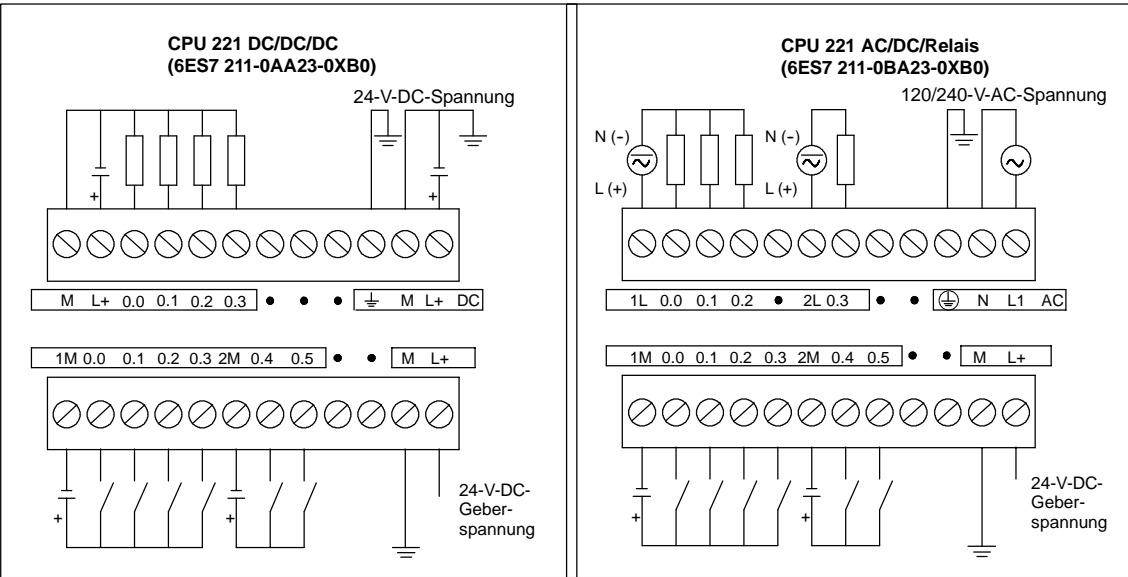 CPU 221 DC/DC/DC
(6ES7 211-0AA23-0XB0)
24-V-DC-Spannung
+
+
M L+ 0.0 0.1 0.2 0.3 • • • ⏚ M L+ DC
1M 0.0 0.1 0.2 0.3 2M 0.4 0.5 • • M L+
+
+
24-V-DC-
Geber-
spannung
CPU 221 AC/DC/Relais
(6ES7 211-0BA23-0XB0)
120/240-V-AC-Spannung
N (-)
N (-)
L (+)
L (+)
1L 0.0 0.1 0.2 • 2L 0.3 • • N L1 AC
1M 0.0 0.1 0.2 0.3 2M 0.4 0.5 • • M L+
+
+
24-V-DC-
Geber-
spannung